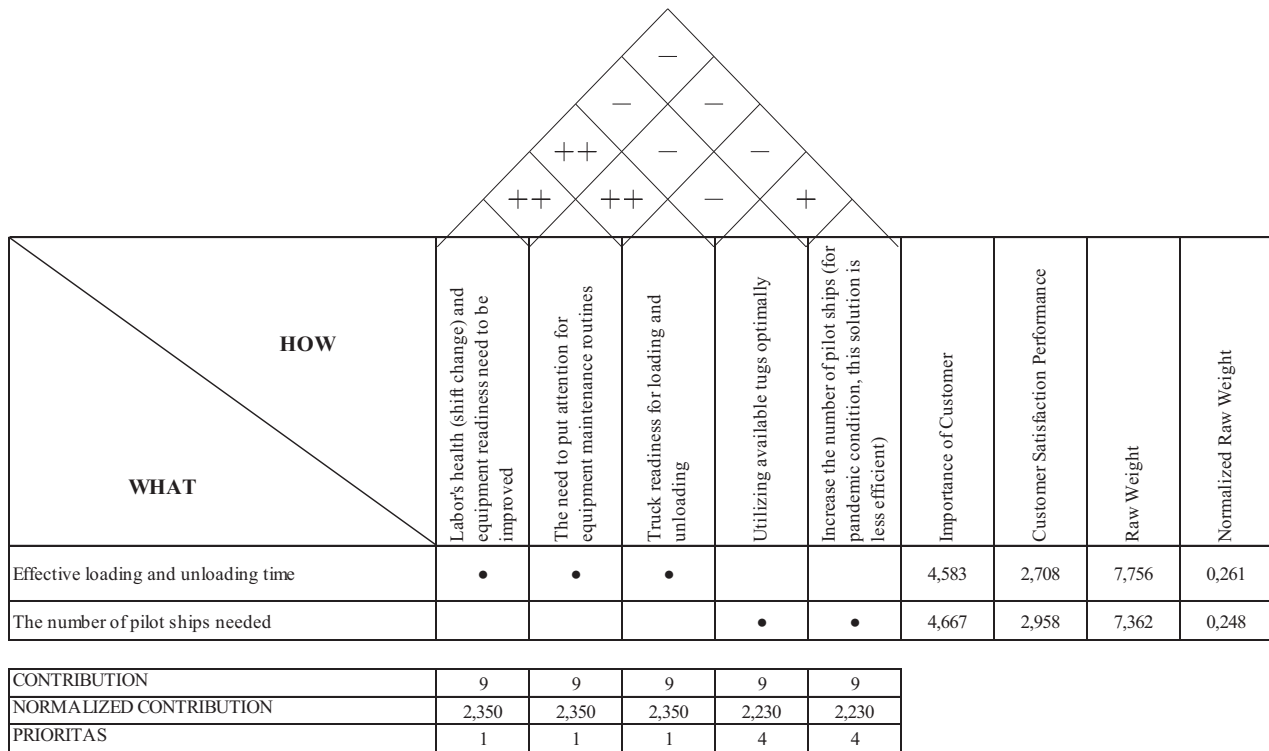 —
— —
++ — —
++ ++ — +
HOW
WHAT
Labor's health (shift change) and
equipment readiness need to be
improved
The need to put attention for
equipment maintenance routines
Truck readiness for loading and
unloading
Utilizing available tugs optimally
Increase the number of pilot ships (for
pandemic condition, this solution is
less efficient)
Importance of Customer
Customer Satisfaction Performance
Raw Weight
Normalized Raw Weight
Effective loading and unloading time ● ● ● 4,583 2,708 7,756 0,261
The number of pilot ships needed ● ● 4,667 2,958 7,362 0,248
CONTRIBUTION 9 9 9 9 9
NORMALIZED CONTRIBUTION 2,350 2,350 2,350 2,230 2,230
PRIORITAS 1 1 1 4 4